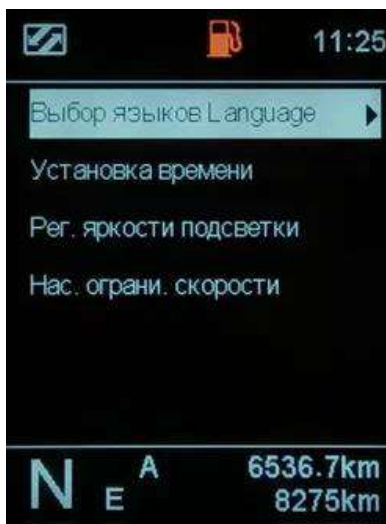 11:25
Выбор языков Language
Установка времени
Рег. яркости подсветки
Нас. ограни. скорости
N E A 6536.7km
8275km